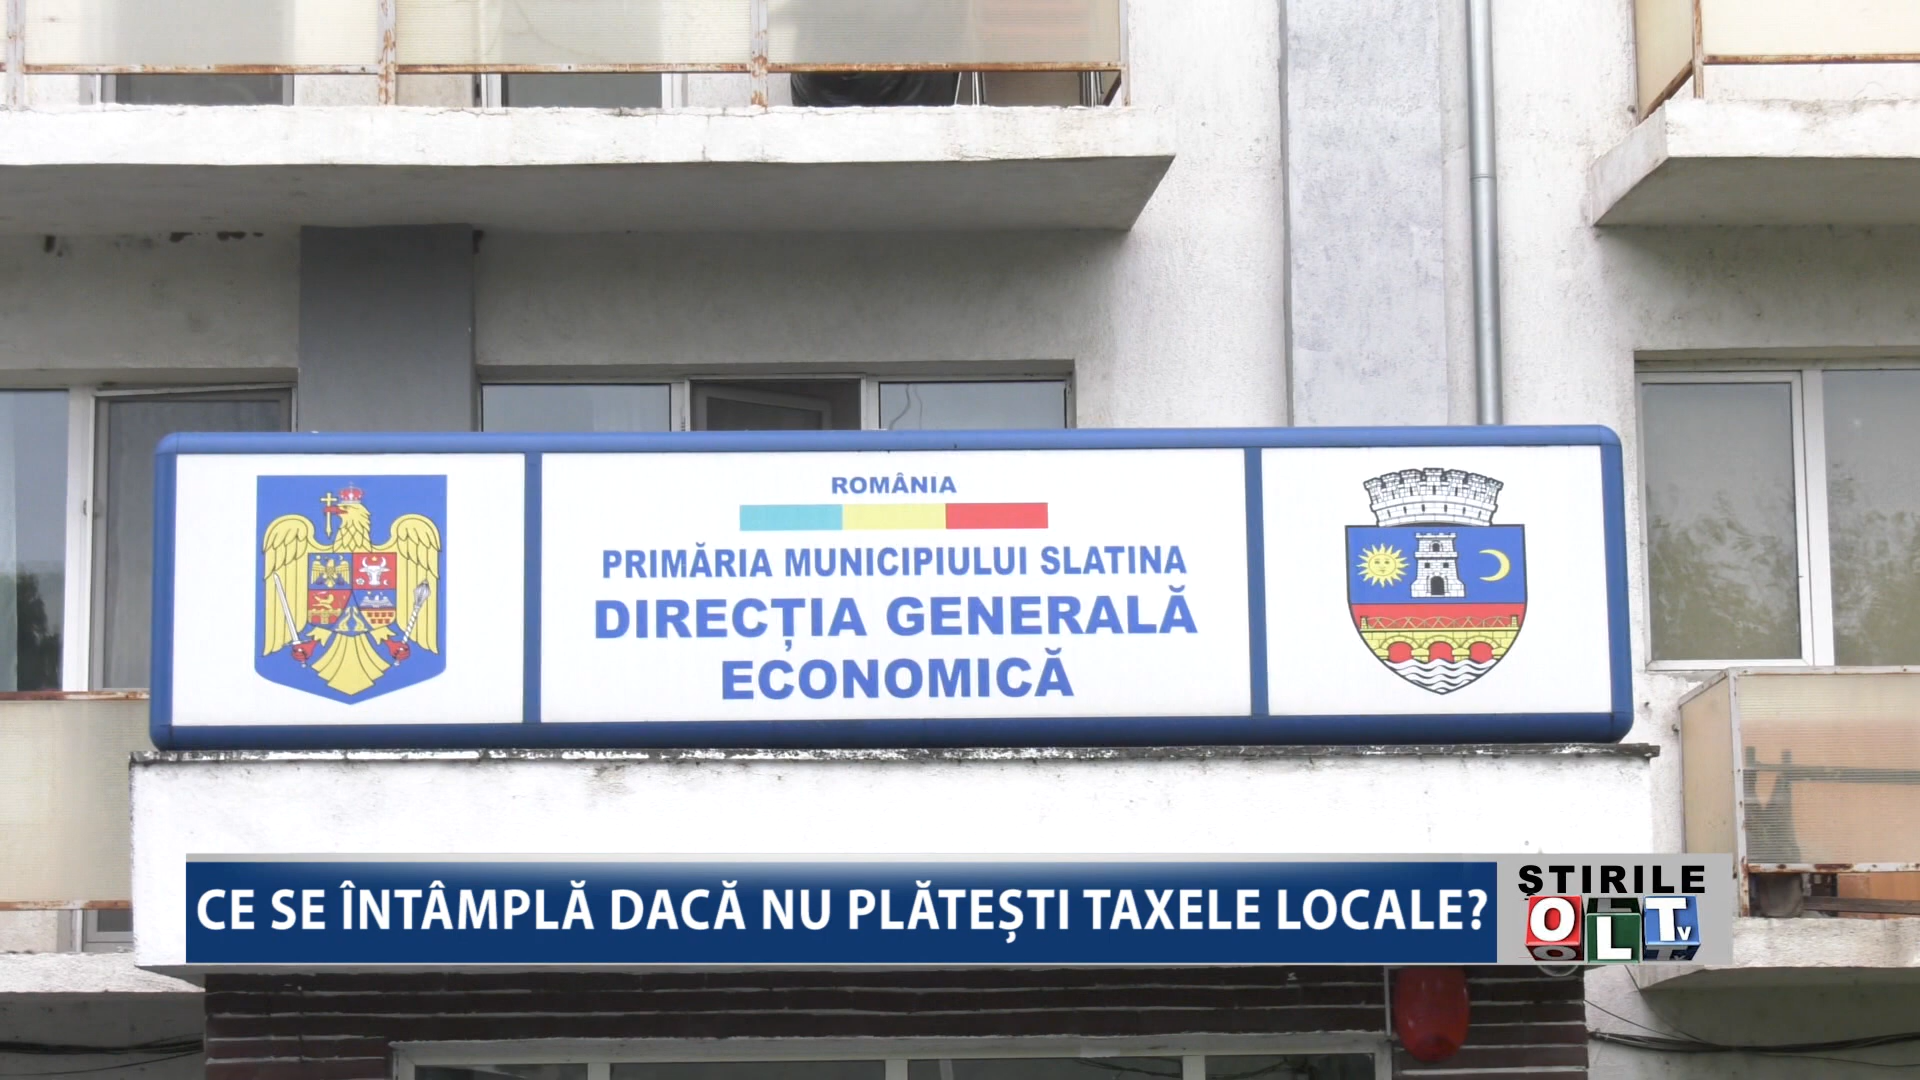 ROMÂNIA
PRIMĂRIA MUNICIPIULUI SLATINA
DIRECȚIA GENERALĂ
ECONOMICĂ
CE SE ÎNTÂMPLĂ DACĂ NU PLĂTEȘTI TAXELE LOCALE?
ȘTIRILE
OLTV